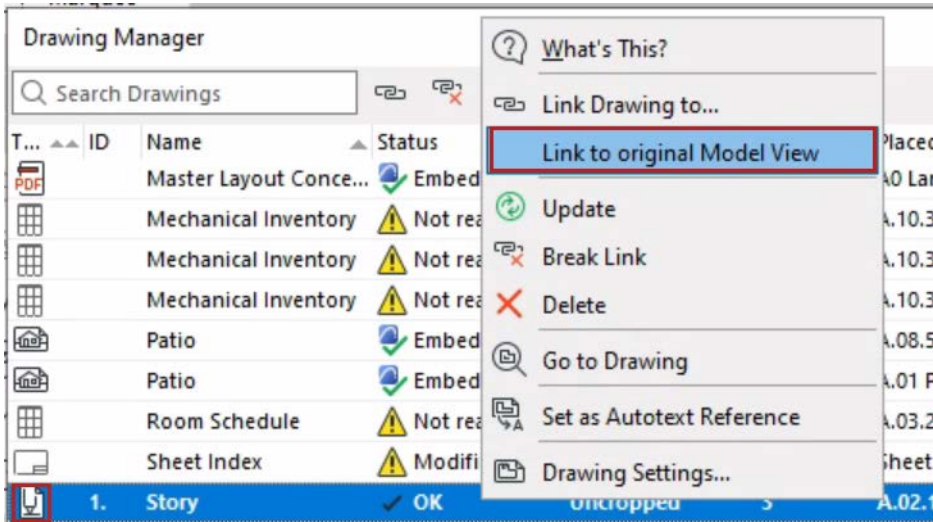 Drawing Manager
Search Drawings
T... ID Name Status Placed
PDF Master Layout Conce... Embed A0 Lar
Mechanical Inventory Not rea A.10.3
Mechanical Inventory Not rea A.10.3
Mechanical Inventory Not rea A.10.3
Patio Embed A.08.5
Patio Embed A.01 P
Room Schedule Not rea A.03.2
Sheet Index Modifi Sheet
1. Story OK Uncropped A.02.1
What's This?
Link Drawing to...
Link to original Model View
Update
Break Link
Delete
Go to Drawing
Set as Autotext Reference
Drawing Settings...